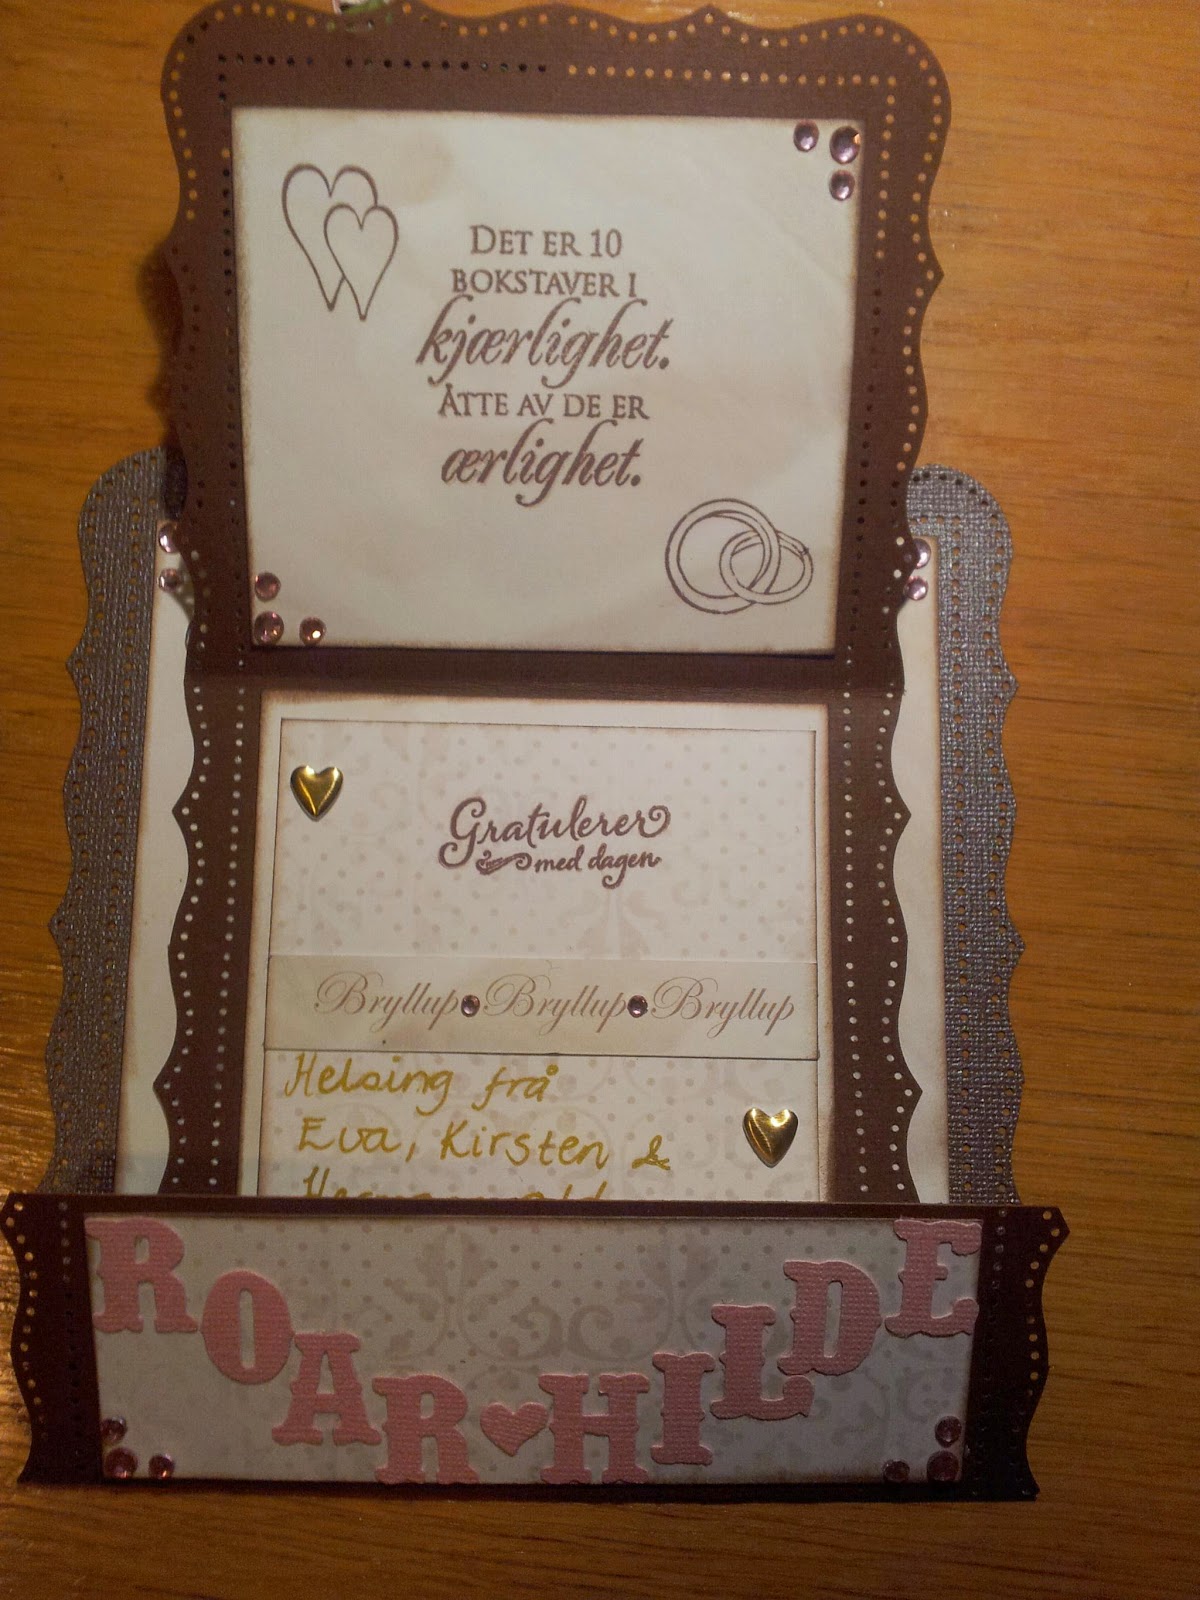 DET ER 10
BOKSTAVER I
kjærlighet.
ÅTTE AV DE ER
ærlighet.
Gratulerer
med dagen
Bryllup Bryllup Bryllup
Helsing frå
Eva, Kirsten &
ROAR♥HILDE